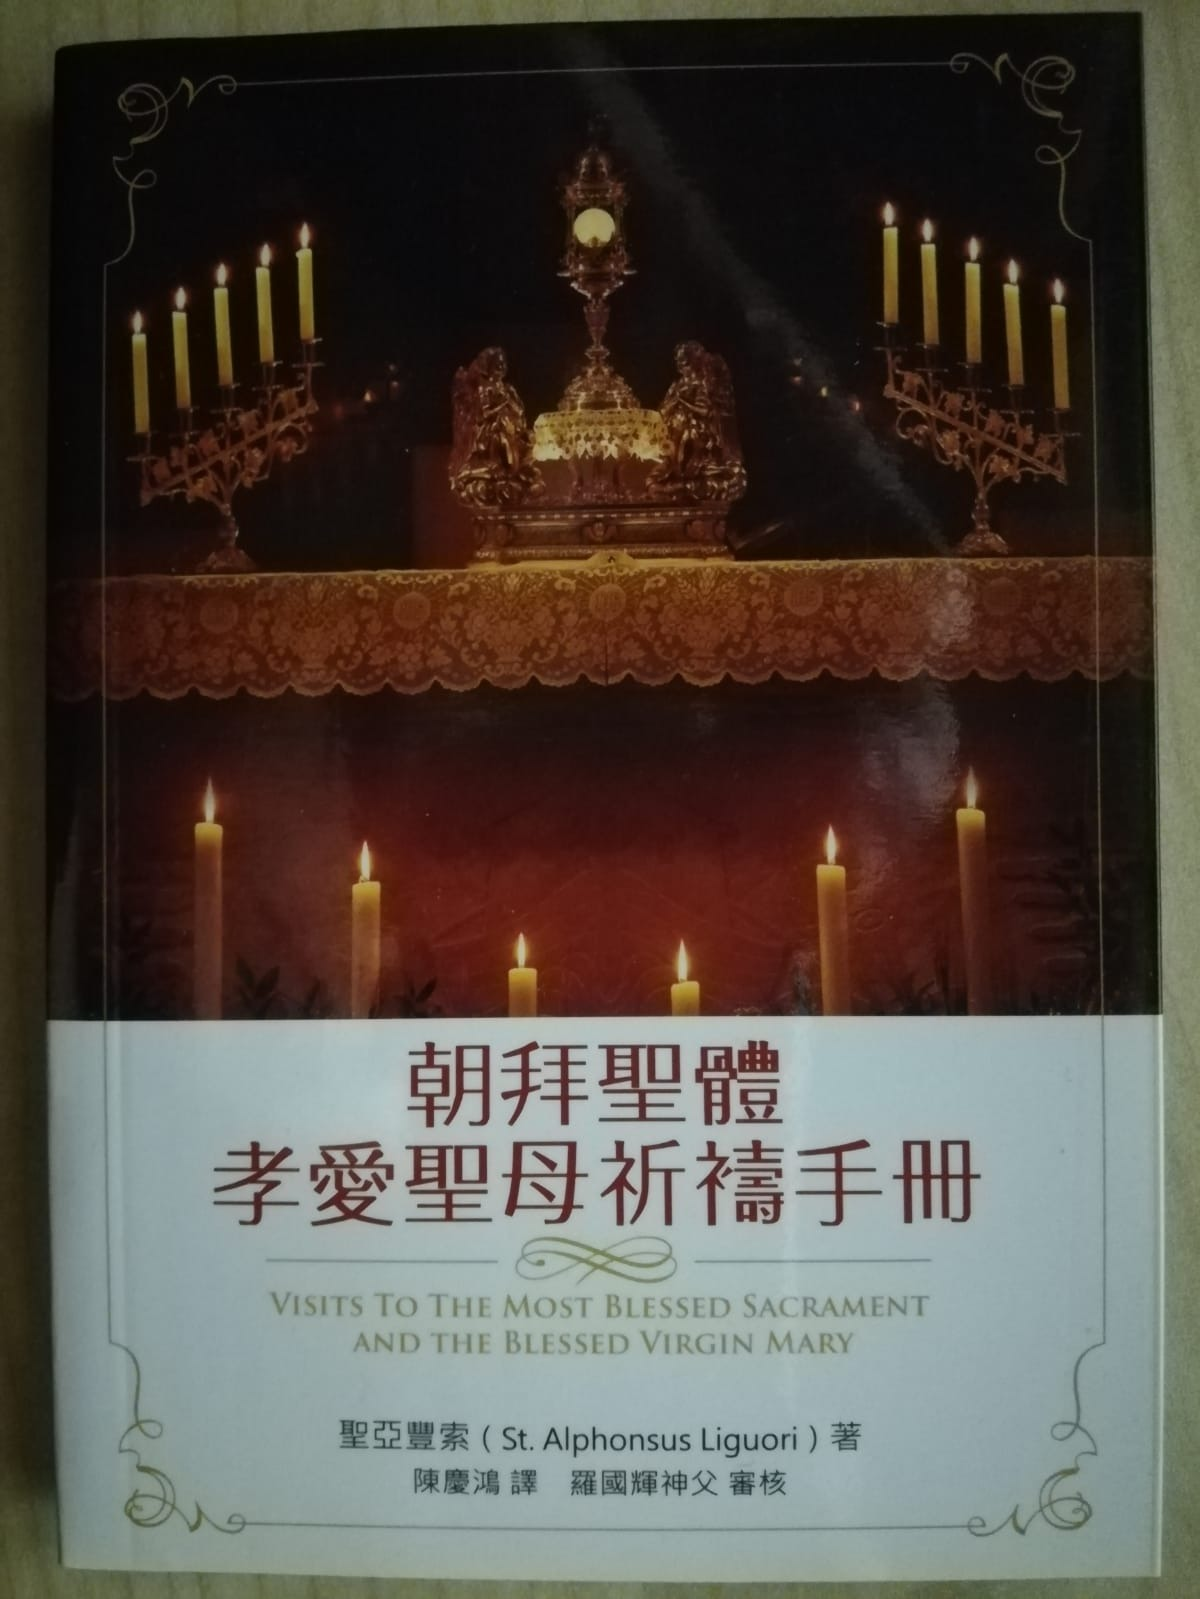 朝拜聖體
孝愛聖母祈禱手冊
VISITS TO THE MOST BLESSED SACRAMENT
AND THE BLESSED VIRGIN MARY
聖亞豐索（St. Alphonsus Liguori）著
陳慶鴻 譯　羅國輝神父 審核